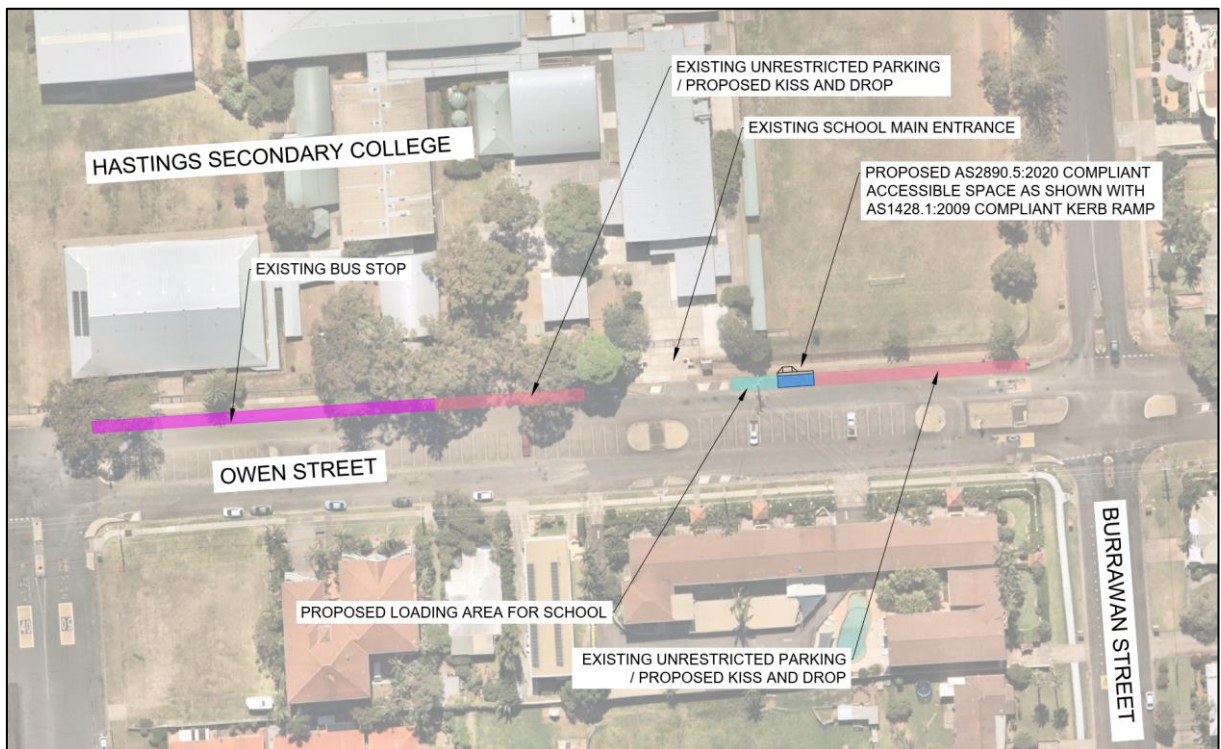 EXISTING UNRESTRICTED PARKING
/ PROPOSED KISS AND DROP
EXISTING SCHOOL MAIN ENTRANCE
HASTINGS SECONDARY COLLEGE
PROPOSED AS2890.5:2020 COMPLIANT
ACCESSIBLE SPACE AS SHOWN WITH
AS1428.1:2009 COMPLIANT KERB RAMP
EXISTING BUS STOP
OWEN STREET
BURRAWAN STREET
PROPOSED LOADING AREA FOR SCHOOL
EXISTING UNRESTRICTED PARKING
/ PROPOSED KISS AND DROP